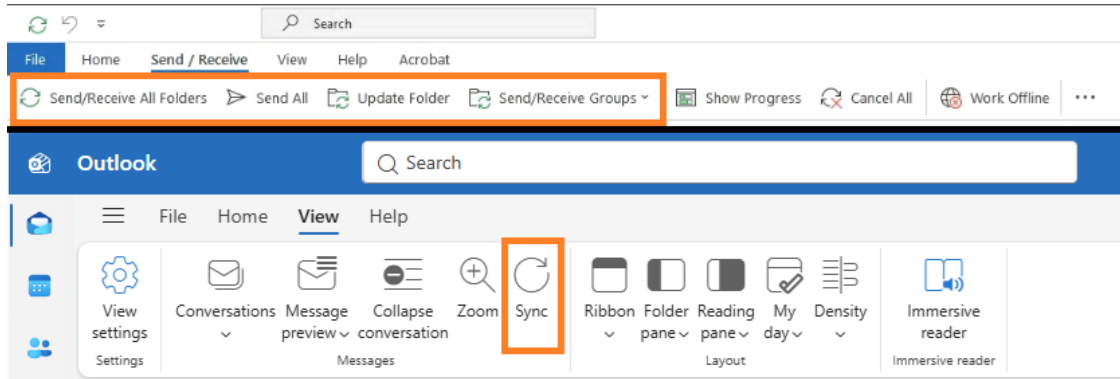 Search
File Home Send / Receive View Help Acrobat
Send/Receive All Folders Send All Update Folder Send/Receive Groups Show Progress Cancel All Work Offline ...
Outlook Search
File Home View Help
View Conversations Message Collapse Zoom Sync Ribbon Folder Reading My Density Immersive
settings preview conversation pane pane day reader
Settings Messages Layout Immersive reader